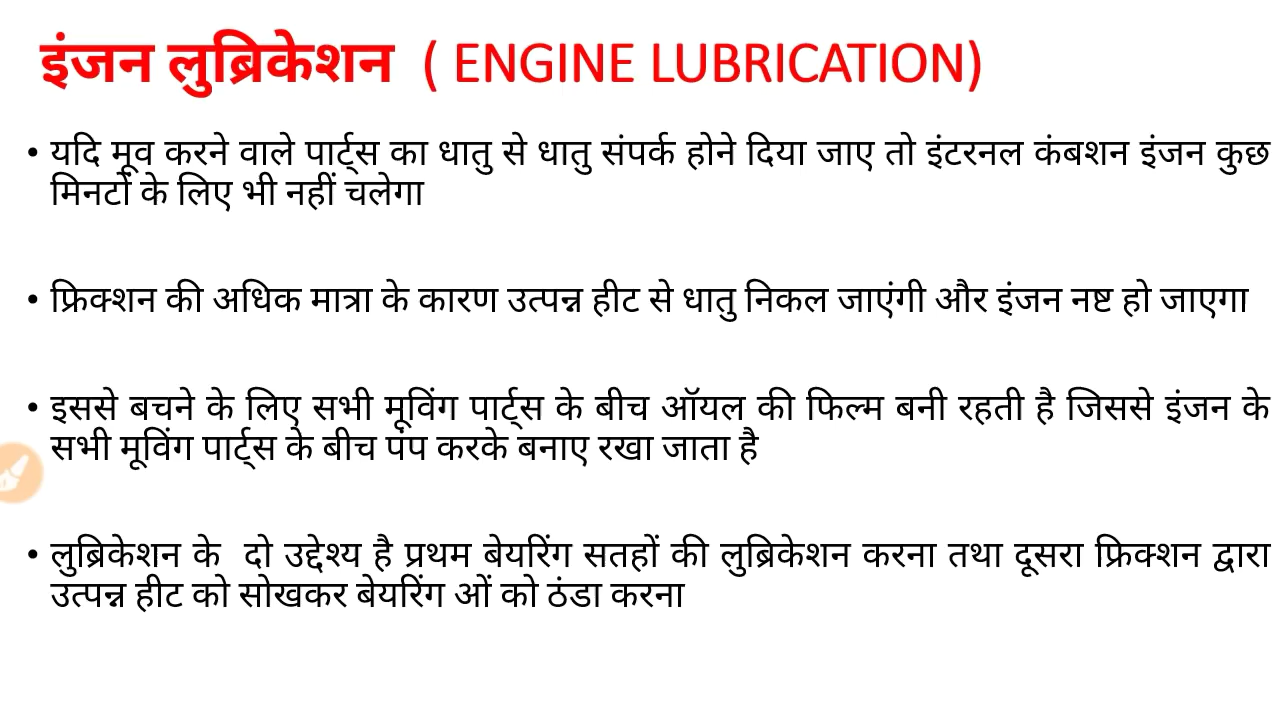 इंजन लुब्रिकेशन ( ENGINE LUBRICATION)
• यदि मूव करने वाले पार्ट्स का धातु से धातु संपर्क होने दिया जाए तो इंटरनल कंबशन इंजन कुछ
मिनटों के लिए भी नहीं चलेगा
• फ्रिक्शन की अधिक मात्रा के कारण उत्पन्न हीट से धातु निकल जाएंगी और इंजन नष्ट हो जाएगा
• इससे बचने के लिए सभी मूविंग पार्ट्स के बीच ऑयल की फिल्म बनी रहती है जिससे इंजन के
सभी मूविंग पार्ट्स के बीच पंप करके बनाए रखा जाता है
• लुब्रिकेशन के दो उद्देश्य है प्रथम बेयरिंग सतहों की लुब्रिकेशन करना तथा दूसरा फ्रिक्शन द्वारा
उत्पन्न हीट को सोखकर बेयरिंग ओं को ठंडा करना